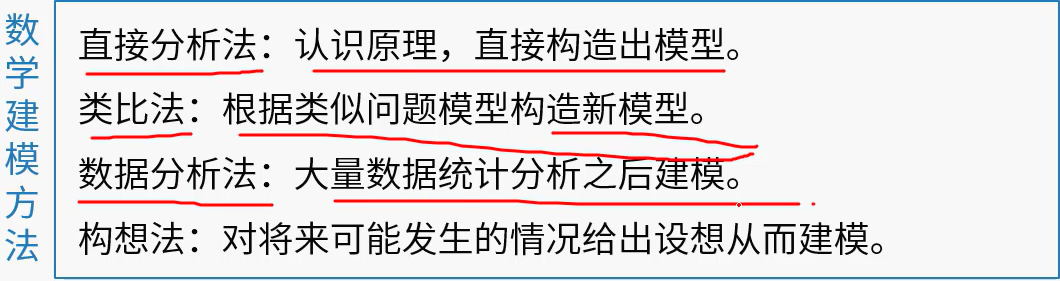 数学建模方法
直接分析法：认识原理，直接构造出模型。
类比法：根据类似问题模型构造新模型。
数据分析法：大量数据统计分析之后建模。
构想法：对将来可能发生的情况给出设想从而建模。